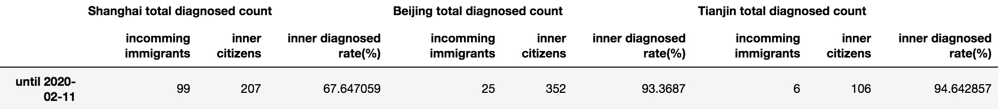 Shanghai total diagnosed count Beijing total diagnosed count Tianjin total diagnosed count
incomming inner inner diagnosed incomming inner inner diagnosed incomming inner inner diagnosed
immigrants citizens rate(%) immigrants citizens rate(%) immigrants citizens rate(%)
until 2020-
02-11
99 207 67.647059 25 352 93.3687 6 106 94.642857